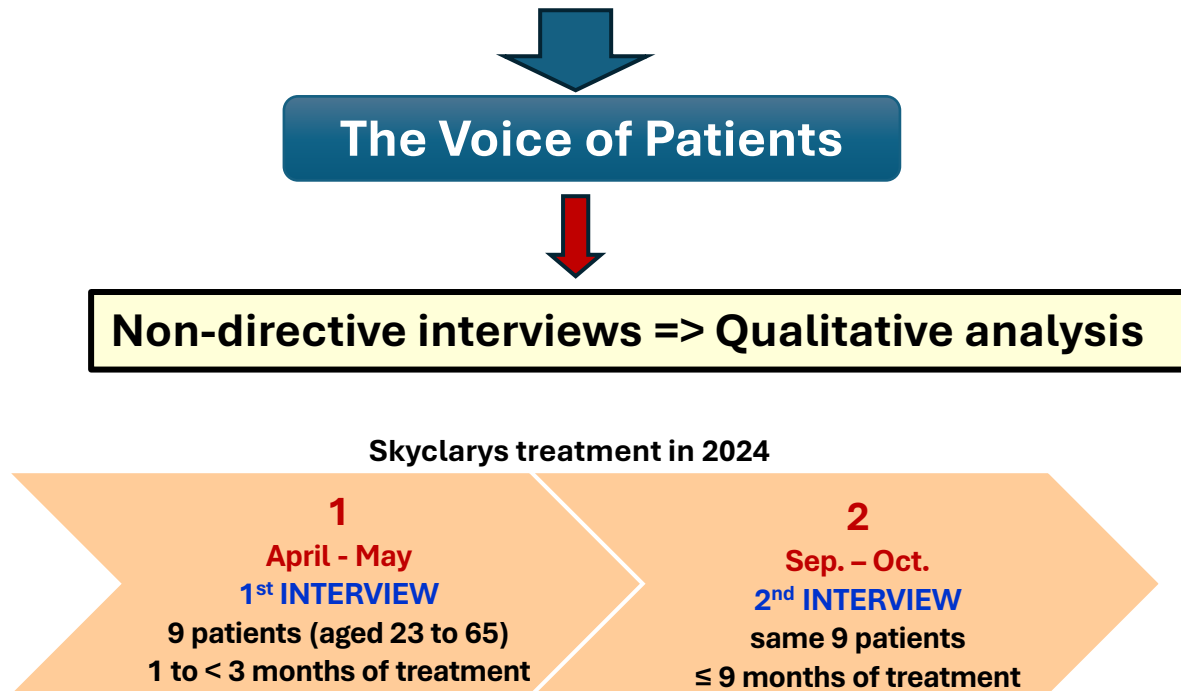 The Voice of Patients
Non-directive interviews => Qualitative analysis
Skyclarys treatment in 2024
1
April - May
1st INTERVIEW
9 patients (aged 23 to 65)
1 to < 3 months of treatment
2
Sep. – Oct.
2nd INTERVIEW
same 9 patients
≤ 9 months of treatment